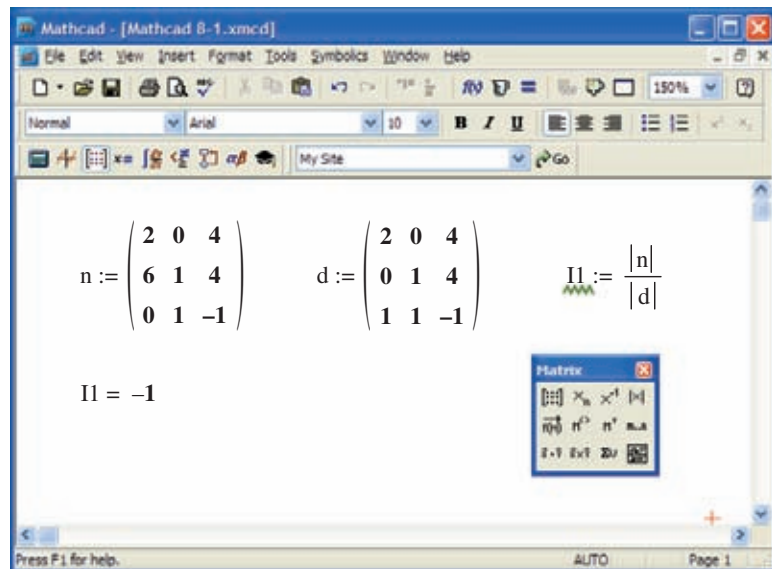 Mathcad - [Mathcad 8-1.xmcd]
File Edit View Insert Format Tools Symbolics Window Help
150%
Normal Arial 10 B I U
My Site Go
n := ( 2 0 4
6 1 4
0 1 –1 )
d := ( 2 0 4
0 1 4
1 1 –1 )
I1 := |n|
|d|
I1 = –1
Matrix
Press F1 for help. AUTO Page 1